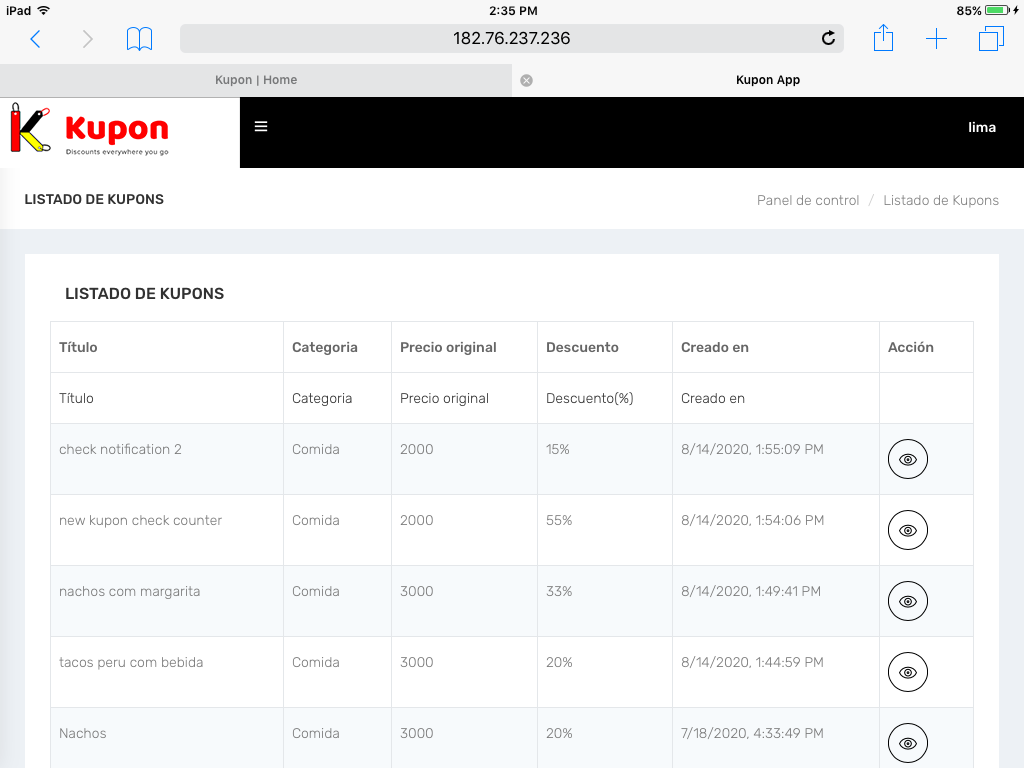 iPad 2:35 PM 85%
182.76.237.236
Kupon | Home Kupon App
Kupon
Discounts everywhere you go
lima
LISTADO DE KUPONS Panel de control / Listado de Kupons
LISTADO DE KUPONS
Título Categoria Precio original Descuento Creado en Acción
Título Categoria Precio original Descuento(%) Creado en
check notification 2 Comida 2000 15% 8/14/2020, 1:55:09 PM
new kupon check counter Comida 2000 55% 8/14/2020, 1:54:06 PM
nachos com margarita Comida 3000 33% 8/14/2020, 1:49:41 PM
tacos peru com bebida Comida 3000 20% 8/14/2020, 1:44:59 PM
Nachos Comida 3000 20% 7/18/2020, 4:33:49 PM